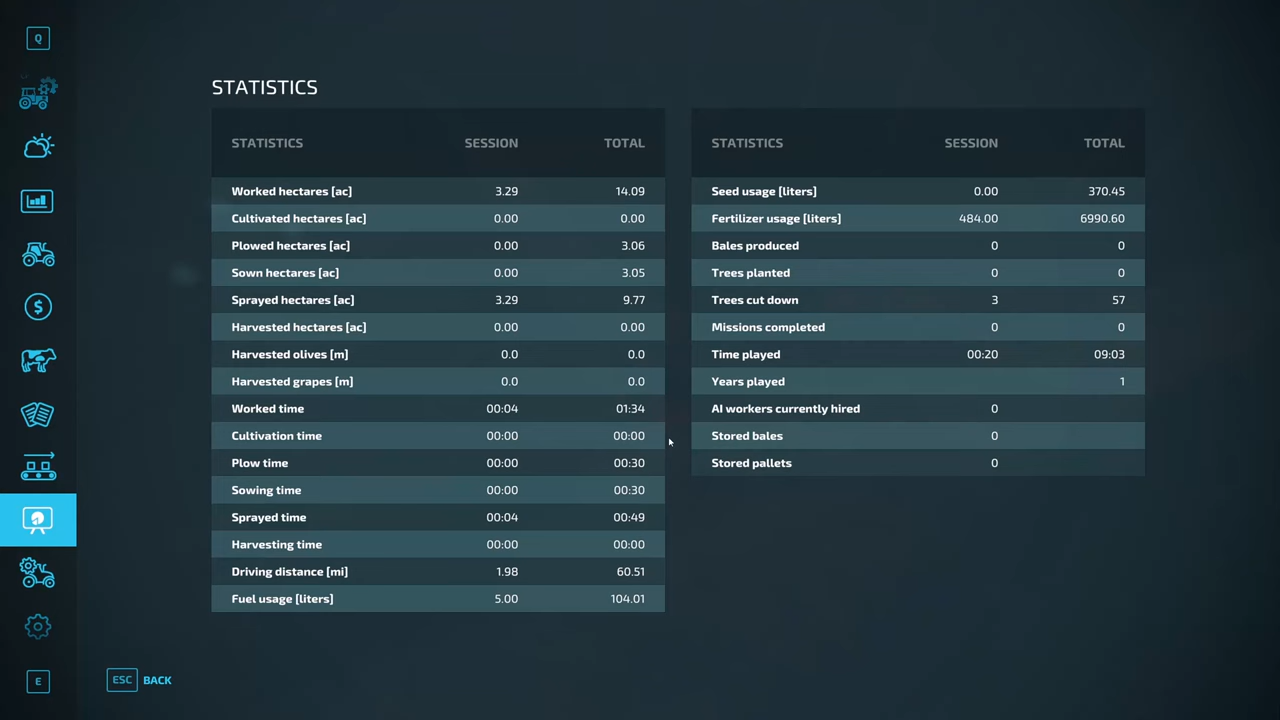 Q
STATISTICS
STATISTICS SESSION TOTAL
Worked hectares [ac] 3.29 14.09
Cultivated hectares [ac] 0.00 0.00
Plowed hectares [ac] 0.00 3.06
Sown hectares [ac] 0.00 3.05
Sprayed hectares [ac] 3.29 9.77
Harvested hectares [ac] 0.00 0.00
Harvested olives [m] 0.0 0.0
Harvested grapes [m] 0.0 0.0
Worked time 00:04 01:34
Cultivation time 00:00 00:00
Plow time 00:00 00:30
Sowing time 00:00 00:30
Sprayed time 00:04 00:49
Harvesting time 00:00 00:00
Driving distance [mi] 1.98 60.51
Fuel usage [liters] 5.00 104.01
STATISTICS SESSION TOTAL
Seed usage [liters] 0.00 370.45
Fertilizer usage [liters] 484.00 6990.60
Bales produced 0 0
Trees planted 0 0
Trees cut down 3 57
Missions completed 0 0
Time played 00:20 09:03
Years played 1
AI workers currently hired 0
Stored bales 0
Stored pallets 0
E
ESC BACK